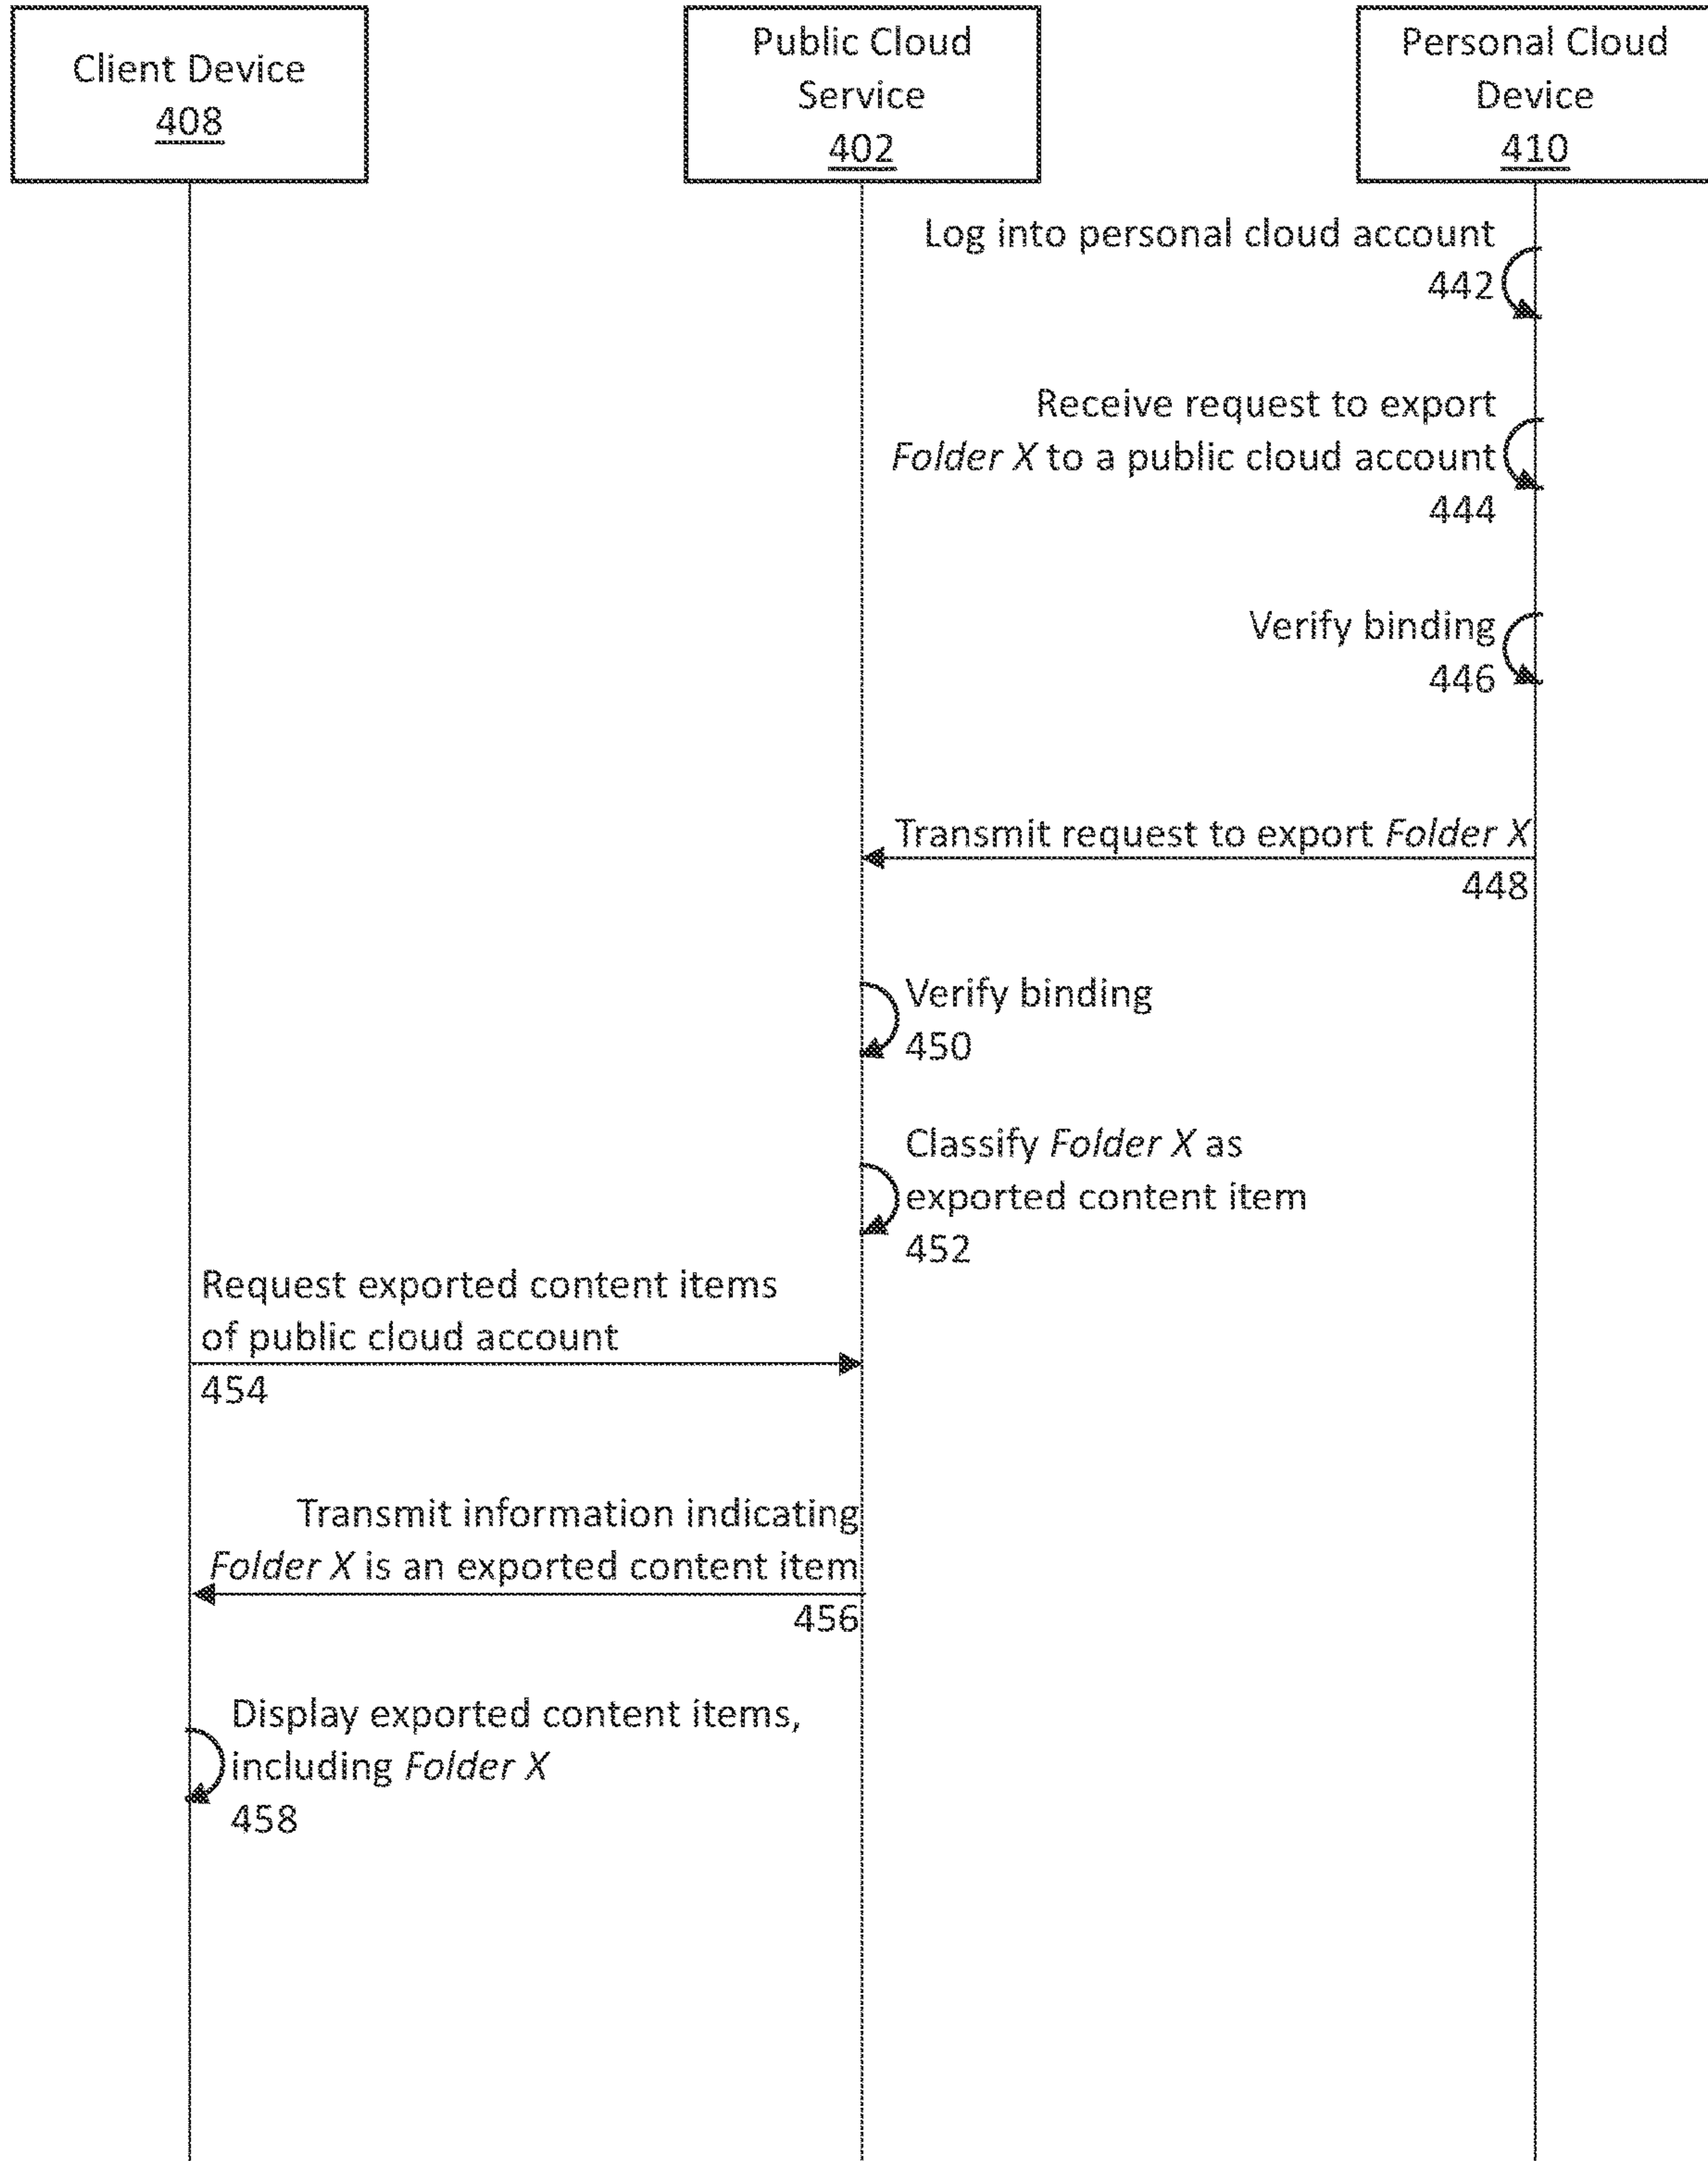 Client Device
408
Public Cloud
Service
402
Personal Cloud
Device
410
Log into personal cloud account
442
Receive request to export
Folder X to a public cloud account
444
Verify binding
446
Transmit request to export Folder X
448
Verify binding
450
Classify Folder X as
exported content item
452
Request exported content items
of public cloud account
454
Transmit information indicating
Folder X is an exported content item
456
Display exported content items,
including Folder X
458